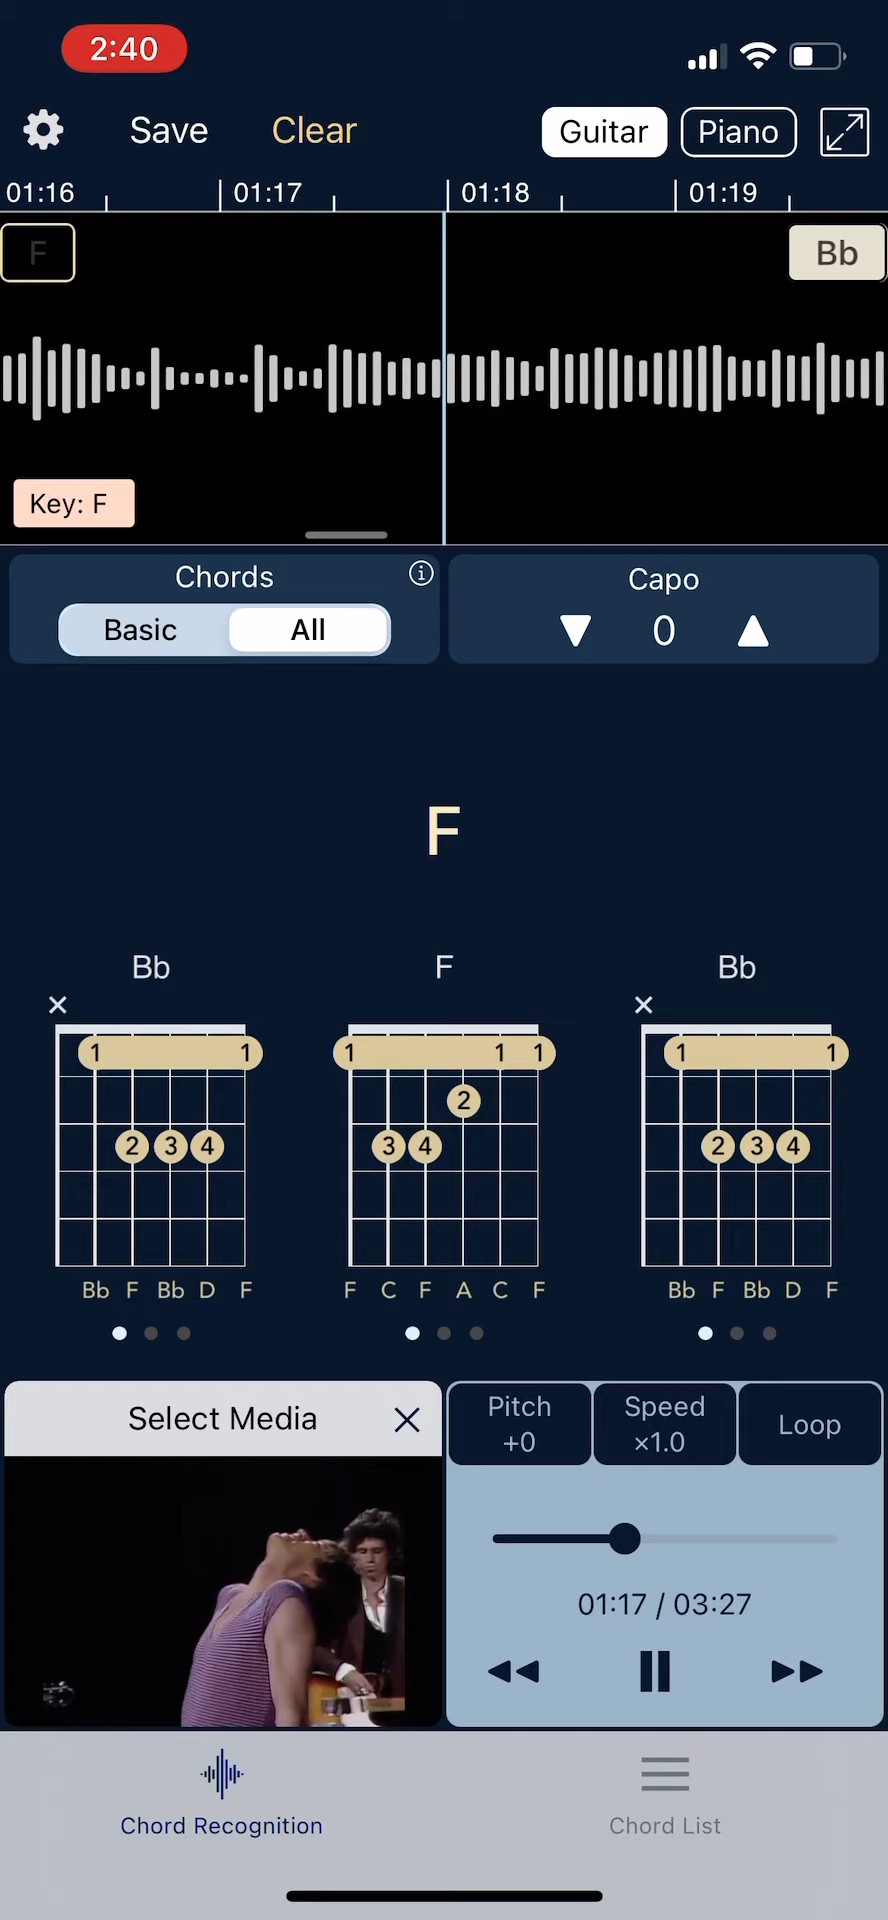 2:40
Save Clear Guitar Piano
01:16 01:17 01:18 01:19
F Bb
Key: F
Chords
Basic All
Capo
0
F
Bb F Bb
1 1 1 1 1 1 1
2
2 3 4 3 4 2 3 4
Bb F Bb D F F C F A C F Bb F Bb D F
Select Media
Pitch
+0
Speed
×1.0
Loop
01:17 / 03:27
Chord Recognition Chord List